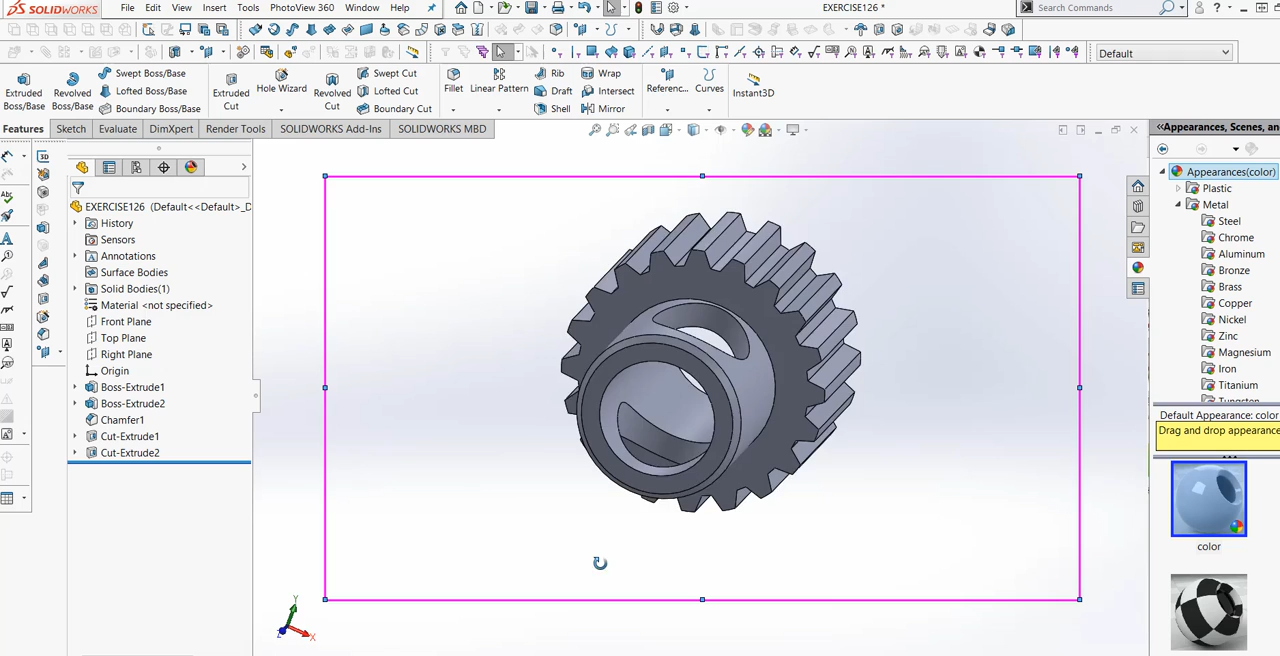 SOLIDWORKS File Edit View Insert Tools PhotoView 360 Window Help EXERCISE126 * Search Commands ?
Default
Extruded Boss/Base
Revolved Boss/Base
Swept Boss/Base
Lofted Boss/Base
Boundary Boss/Base
Extruded Cut
Hole Wizard
Revolved Cut
Swept Cut
Lofted Cut
Boundary Cut
Fillet
Linear Pattern
Rib
Draft
Shell
Wrap
Intersect
Mirror
Referenc...
Curves
Instant3D
Features Sketch Evaluate DimXpert Render Tools SOLIDWORKS Add-Ins SOLIDWORKS MBD
EXERCISE126 (Default<<Default>_D
History
Sensors
Annotations
Surface Bodies
Solid Bodies(1)
Material <not specified>
Front Plane
Top Plane
Right Plane
Origin
Boss-Extrude1
Boss-Extrude2
Chamfer1
Cut-Extrude1
Cut-Extrude2
Y
X
Z
Appearances, Scenes, an
Appearances(color)
Plastic
Metal
Steel
Chrome
Aluminum
Bronze
Brass
Copper
Nickel
Zinc
Magnesium
Iron
Titanium
Tungsten
Default Appearance: color
Drag and drop appearance
color